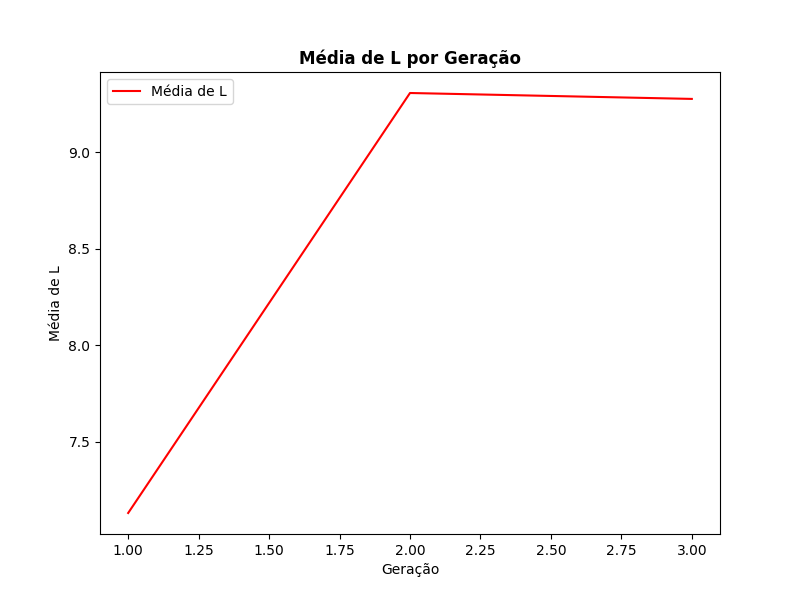 Média de L por Geração
Média de L
9.0
8.5
8.0
7.5
Média de L
1.00 1.25 1.50 1.75 2.00 2.25 2.50 2.75 3.00
Geração